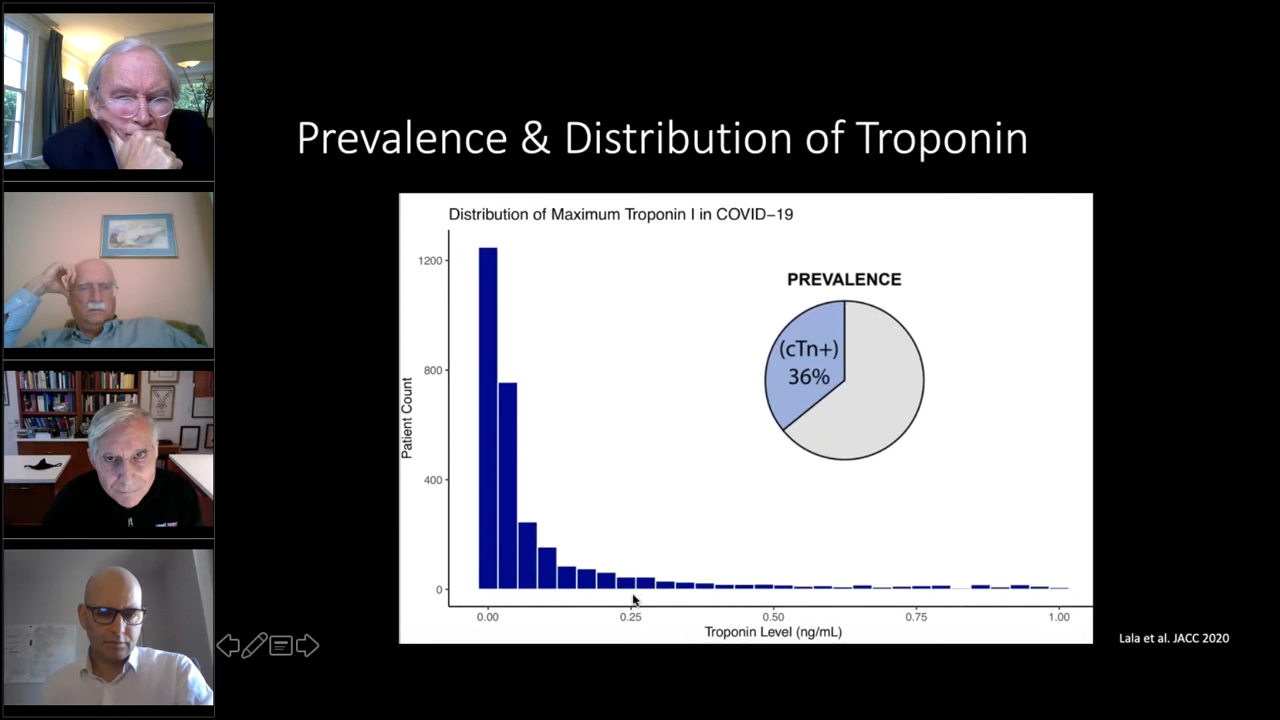 Prevalence & Distribution of Troponin
Distribution of Maximum Troponin I in COVID–19
PREVALENCE
(cTn+)
36%
Patient Count
1200
800
400
0
0.00 0.25 0.50 0.75 1.00
Troponin Level (ng/mL)
Lala et al. JACC 2020